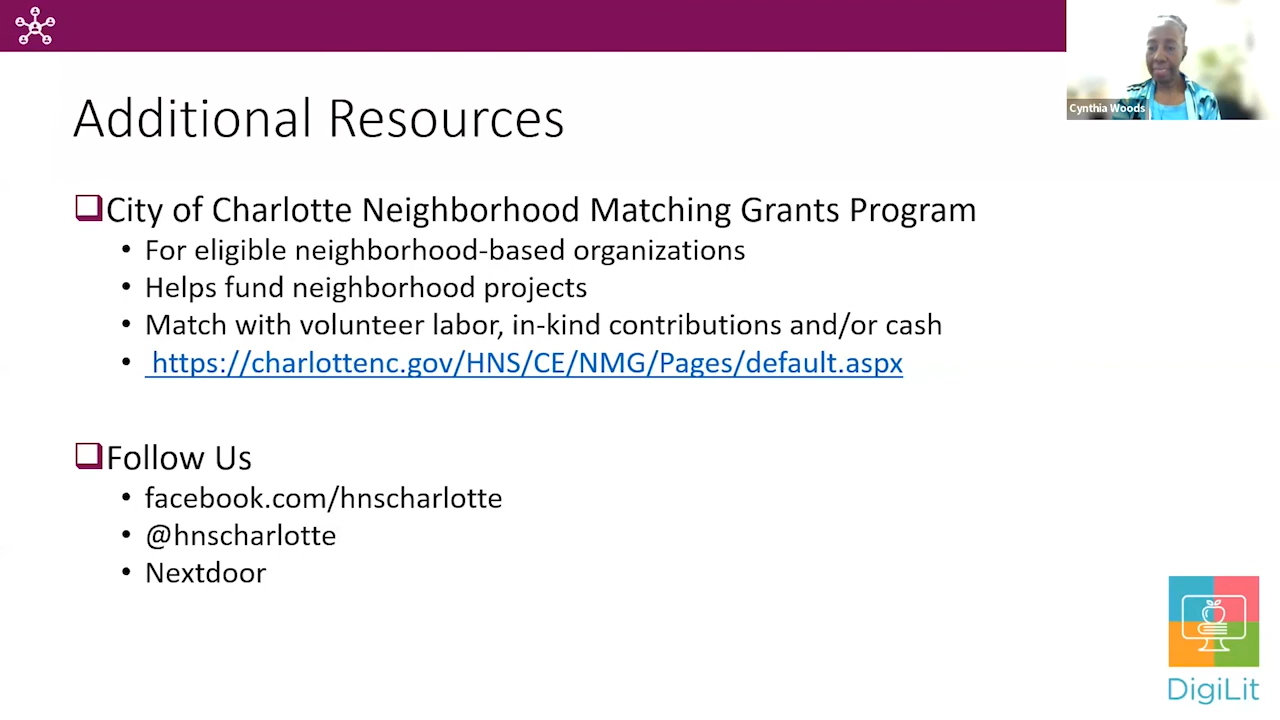 Additional Resources
Cynthia Woods
City of Charlotte Neighborhood Matching Grants Program
• For eligible neighborhood-based organizations
• Helps fund neighborhood projects
• Match with volunteer labor, in-kind contributions and/or cash
• https://charlottenc.gov/HNS/CE/NMG/Pages/default.aspx
Follow Us
• facebook.com/hnscharlotte
• @hnscharlotte
• Nextdoor
DigiLit